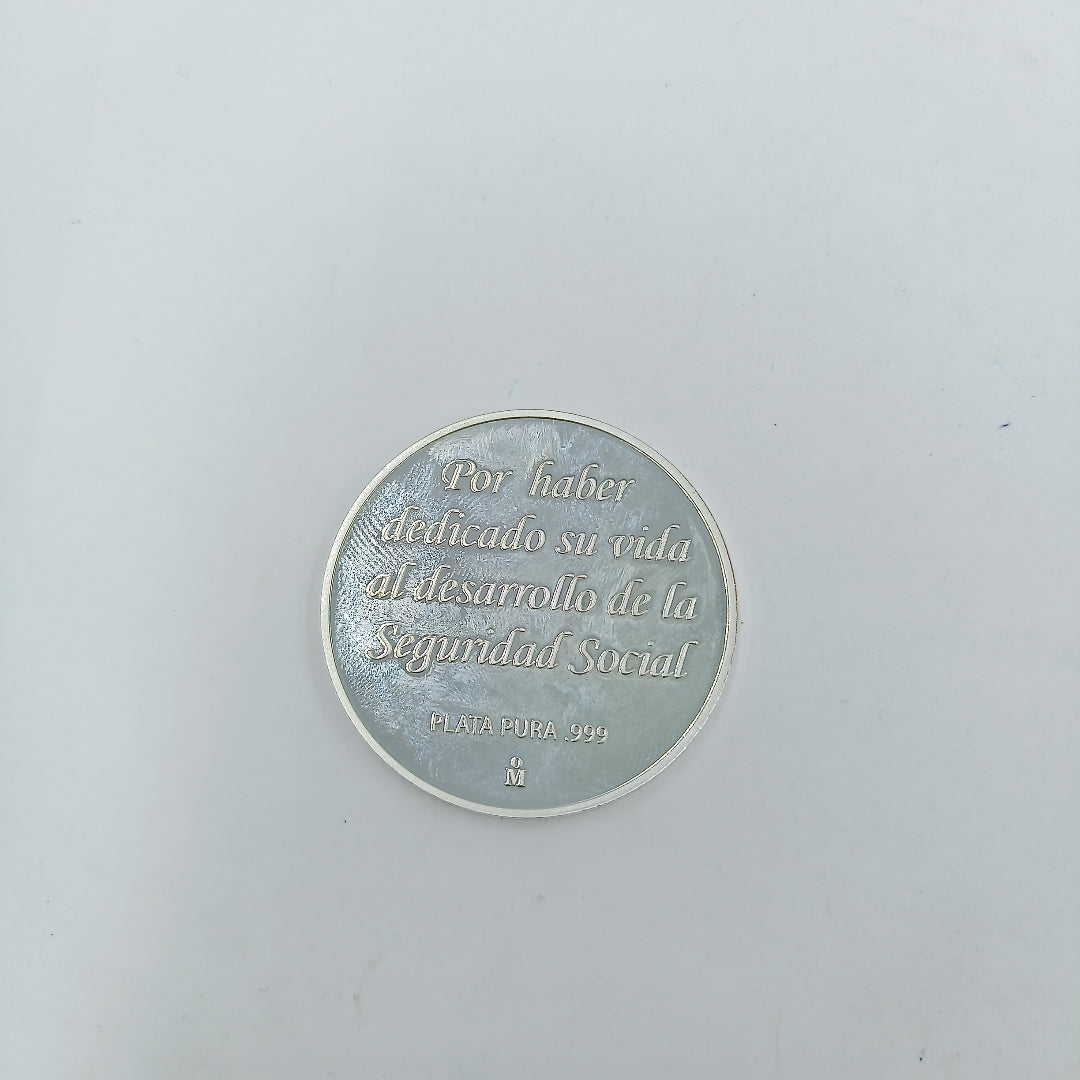 Por haber
dedicado su vida
al desarrollo de la
Seguridad Social
PLATA PURA .999
o
M